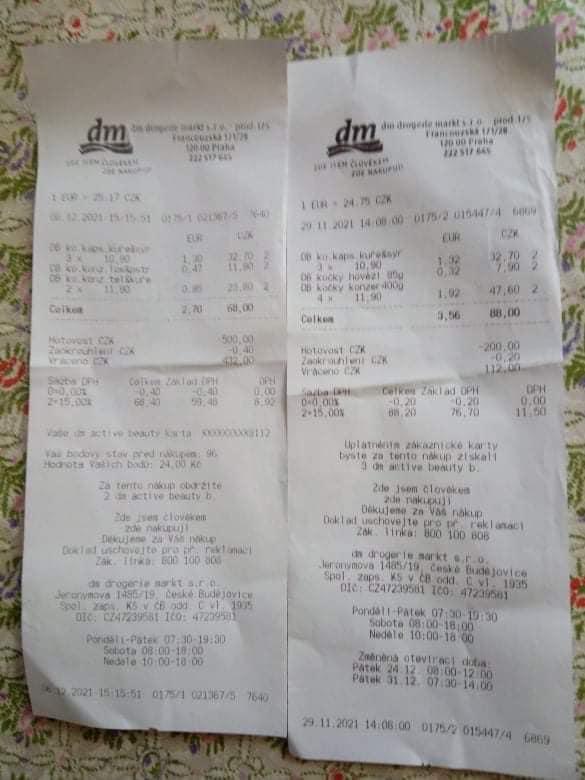 dm
dm drogerie markt s.r.o. prod.175
Francouzská 171/28
120 00 Praha
222 517 645
ZDE JSEM ČLOVĚKEM
ZDE NAKUPUJI
1 EUR = 25.17 CZK
06.12.2021 15:15:51 0175/1 021367/5 7640
EUR CZK
DB ko.kaps.kuře&sýr
3 x 10,90 1,30 32,70 2
0,47 11,90 2
DB ko.konz.telSkuře
2 x 11,90 23,80 2
Celkem 2,70 68,00
Hotovost CZK 500,00
Zaokrouhlení CZK -0,40
Vráceno CZK 432,00
Sazba DPH Celkem Základ DPH DPH
0=0,00% -0,40 -0,40 0,00
2=15,00% 68,40 59,48 8,92
Vaše dm active beauty karta
Váš bodový stav před nákupem: 96
Hodnota Vašich bodů: 24,00 Kč
Za tento nákup obdržíte
2 dm active beauty b.
Zde jsem člověkem
zde nakupuji
Děkujeme za Váš nákup
Doklad uschovejte pro př. reklamaci
Zák. linka: 800 100 808
dm drogerie markt s.r.o.
Jeronýmova 1485/19, České Budějovice
Spol. zaps. KS v ČB odd. C vl. 1935
DIČ: CZ47239581 IČO: 47239581
Pondělí-Pátek 07:30-19:30
Sobota 08:00-18:00
Neděle 10:00-18:00
06.12.2021 15:15:51 0175/1 021367/5 7640
dm
dm drogerie markt s.r.o. prod.175
Francouzská 171/28
120 00 Praha
222 517 645
ZDE JSEM ČLOVĚKEM
ZDE NAKUPUJI
1 EUR = 24.75 CZK
29.11.2021 14:08:00 0175/2 015447/4 6869
EUR CZK
DB ko.kaps.kuře&sýr
3 x 10,90 1,32 32,70 2
DB kočky hovězí 85g 0,32 7,90 2
DB kočky konzer400g
4 x 11,90 1,92 47,60 2
Celkem 3,56 88,00
Hotovost CZK -200,00
Zaokrouhlení CZK -0,20
Vráceno CZK 112,00
Sazba DPH Celkem Základ DPH DPH
0=0,00% -0,20 -0,20 0,00
2=15,00% 88,20 76,70 11,50
Uplatněním zákaznické karty
byste za tento nákup získali
3 dm active beauty b.
Zde jsem člověkem
zde nakupuji
Děkujeme za Váš nákup
Doklad uschovejte pro př. reklamaci
Zák. linka: 800 100 808
dm drogerie markt s.r.o.
Jeronýmova 1485/19, České Budějovice
Spol. zaps. KS v ČB odd. C vl. 1935
DIČ: CZ47239581 IČO: 47239581
Pondělí-Pátek 07:30-19:30
Sobota 08:00-18:00
Neděle 10:00-18:00
Změněná otevírací doba:
Pátek 24.12. 08:00-12:00
Pátek 31.12. 07:30-14:00
29.11.2021 14:08:00 0175/2 015447/4 6869